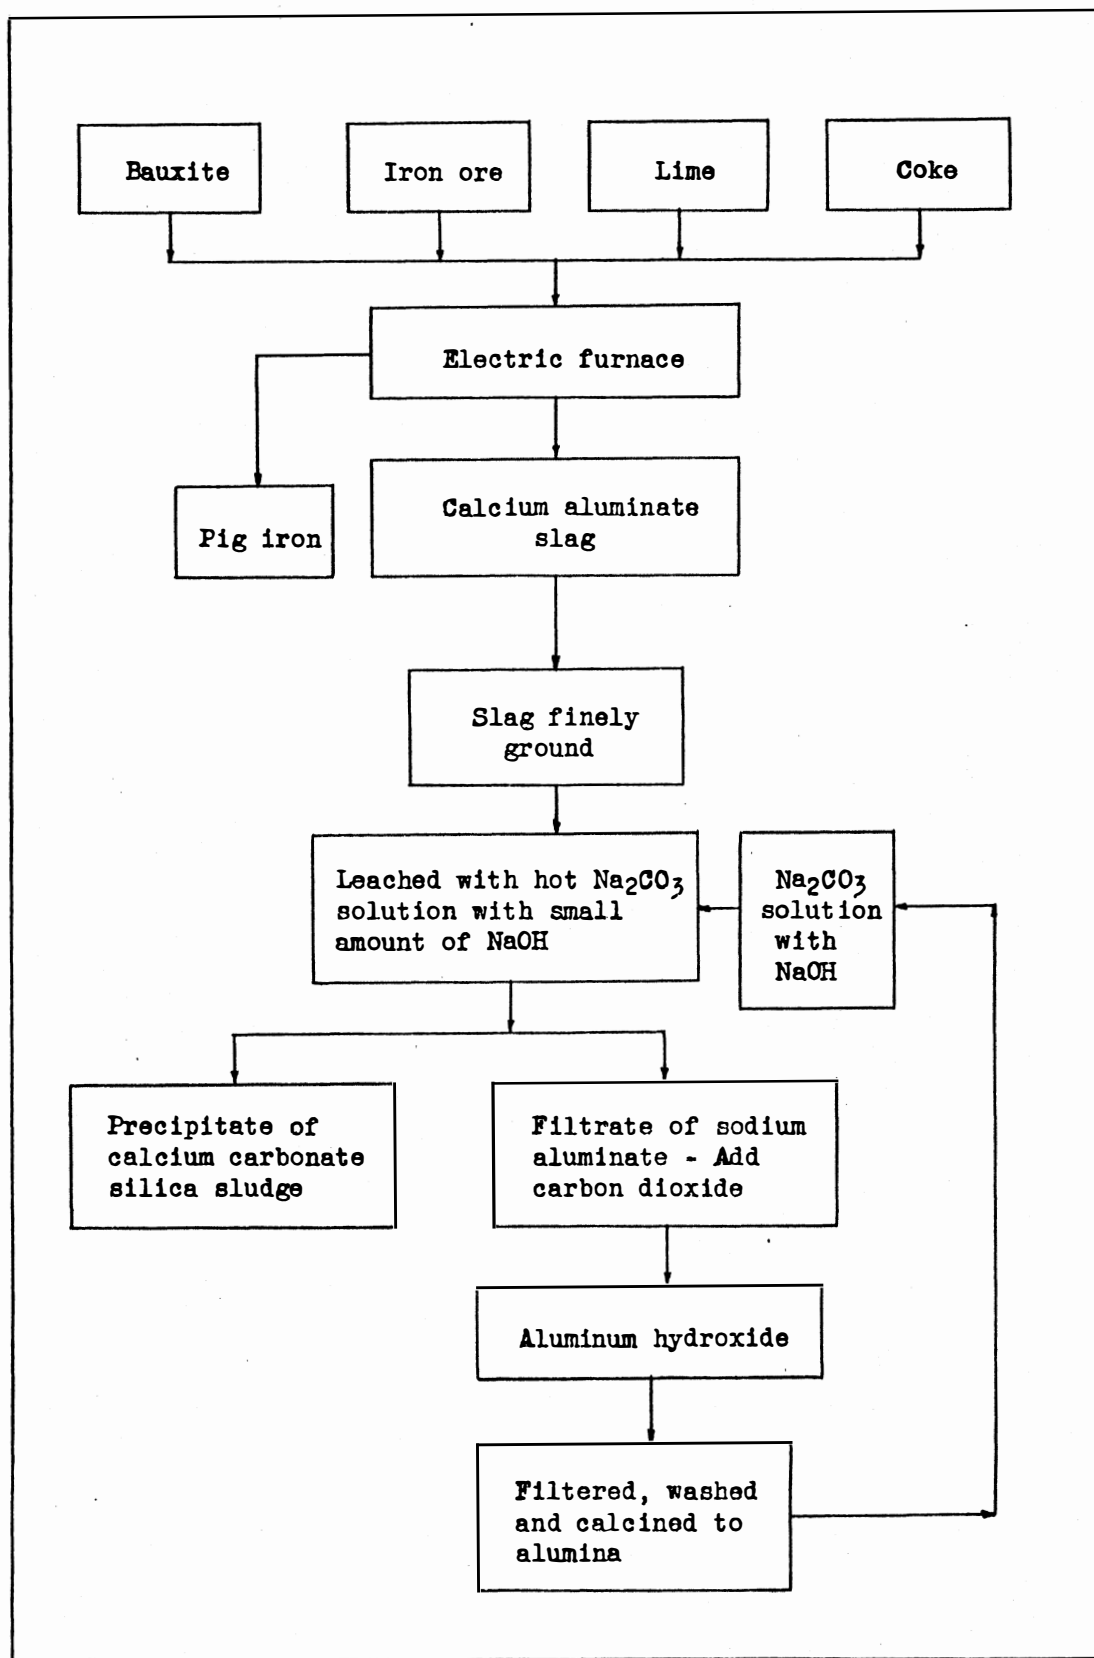 Bauxite
Iron ore
Lime
Coke
Electric furnace
Pig iron
Calcium aluminate
slag
Slag finely
ground
Leached with hot Na₂CO₃
solution with small
amount of NaOH
Na₂CO₃
solution
with
NaOH
Precipitate of
calcium carbonate
silica sludge
Filtrate of sodium
aluminate - Add
carbon dioxide
Aluminum hydroxide
Filtered, washed
and calcined to
alumina